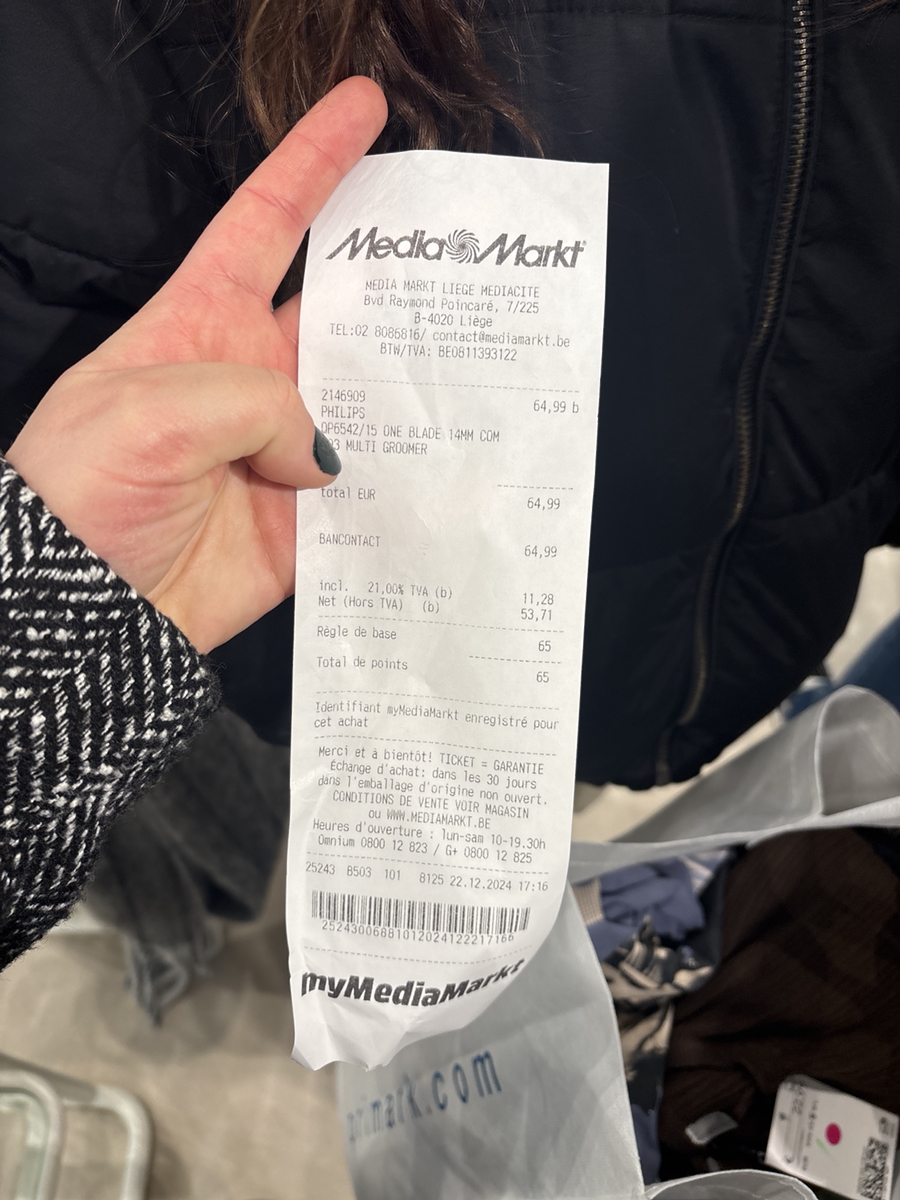 MediaMarkt
MEDIA MARKT LIEGE MEDIACITE
Bvd Raymond Poincaré, 7/225
B-4020 Liège
TEL:02 8085816/ contact@mediamarkt.be
BTW/TVA: BE0811393122
2146909
64,99 b
PHILIPS
QP6542/15 ONE BLADE 14MM COM
MULTI GROOMER
total EUR
64,99
BANCONTACT
64,99
incl. 21,00% TVA (b)
11,28
Net (Hors TVA) (b)
53,71
Règle de base
65
Total de points
65
Identifiant myMediaMarkt enregistré pour
cet achat
Merci et à bientôt! TICKET = GARANTIE
Échange d'achat: dans les 30 jours
dans l'emballage d'origine non ouvert.
CONDITIONS DE VENTE VOIR MAGASIN
ou WWW.MEDIAMARKT.BE
Heures d'ouverture : lun-sam 10-19.30h
Omnium 0800 12 823 / G+ 0800 12 825
25243 B503 101 8125 22.12.2024 17:16
2524300688101202412221716
myMediaMarkt
primark.com